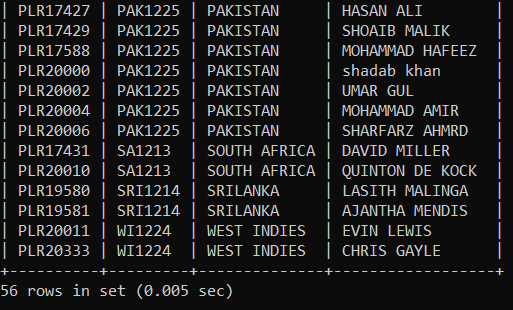 | PLR17427 | PAK1225 | PAKISTAN     | HASAN ALI       |
| PLR17429 | PAK1225 | PAKISTAN     | SHOAIB MALIK    |
| PLR17588 | PAK1225 | PAKISTAN     | MOHAMMAD HAFEEZ |
| PLR20000 | PAK1225 | PAKISTAN     | shadab khan     |
| PLR20002 | PAK1225 | PAKISTAN     | UMAR GUL        |
| PLR20004 | PAK1225 | PAKISTAN     | MOHAMMAD AMIR   |
| PLR20006 | PAK1225 | PAKISTAN     | SHARFARZ AHMRD  |
| PLR17431 | SA1213  | SOUTH AFRICA | DAVID MILLER    |
| PLR20010 | SA1213  | SOUTH AFRICA | QUINTON DE KOCK |
| PLR19580 | SRI1214 | SRILANKA     | LASITH MALINGA  |
| PLR19581 | SRI1214 | SRILANKA     | AJANTHA MENDIS  |
| PLR20011 | WI1224  | WEST INDIES  | EVIN LEWIS      |
| PLR20333 | WI1224  | WEST INDIES  | CHRIS GAYLE     |
+----------+---------+--------------+-----------------+
56 rows in set (0.005 sec)